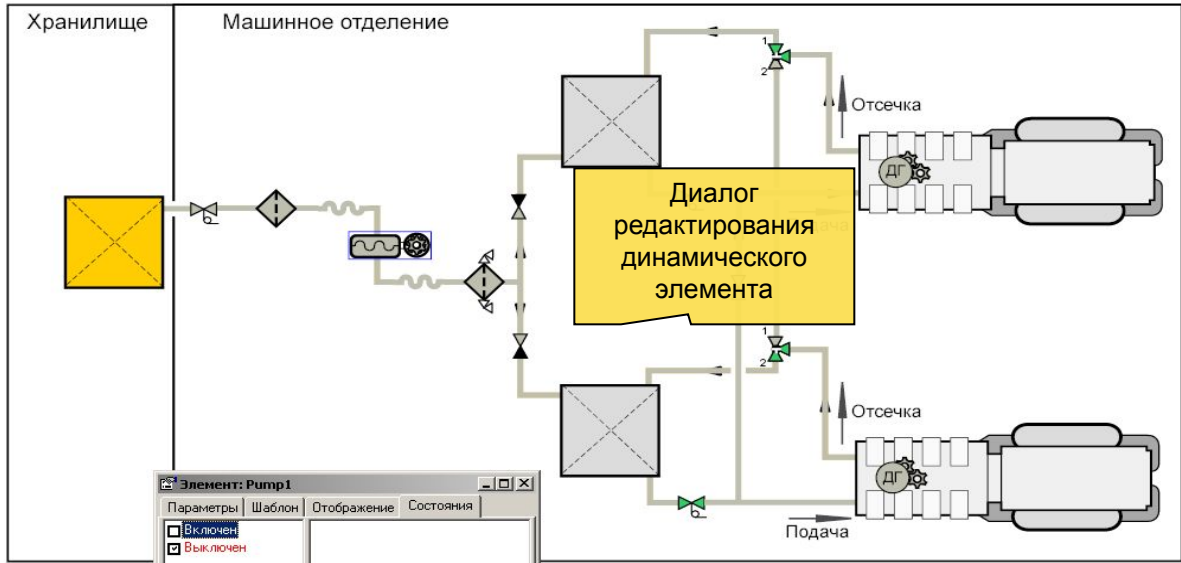 Хранилище
Машинное отделение
1
2
Отсечка
ДГ
Диалог
редактирования
динамического
элемента
ача
1
2
Отсечка
ДГ
Подача
Элемент: Pump1
Параметры Шаблон Отображение Состояния
Включен
Выключен